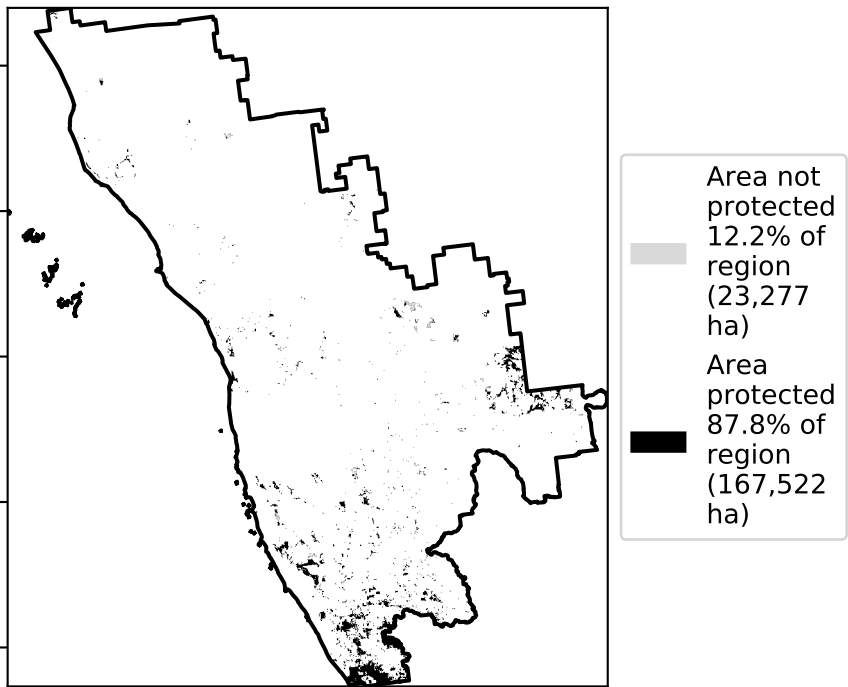 Area not
protected
12.2% of
region
(23,277
ha)
Area
protected
87.8% of
region
(167,522
ha)